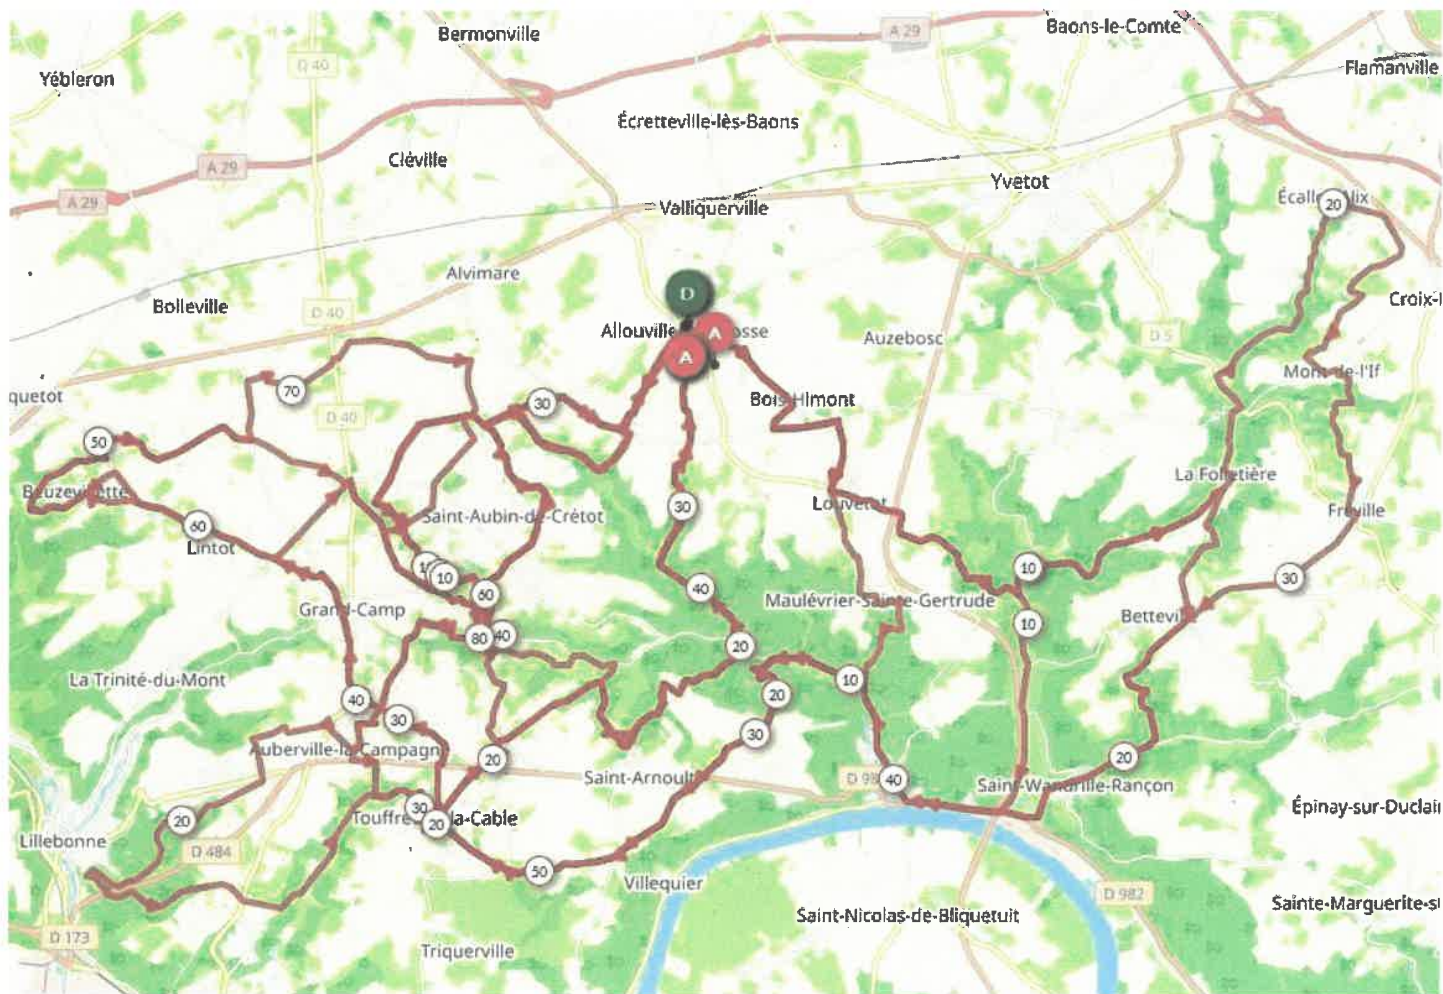 Bermonville
Baons-le-Comte
A 29
D 40
Flamanville
Yébleron
Écretteville-lès-Baons
Cléville
A 29
Yvetot
A 29
Valliquerville
20
Alvimare
D
Bolleville
Croix-
D 40
Allouville
A
osse
Auzebosc
D 5
A
Mont-de-l'If
70
quetot
30
Bois-Himont
D 40
50
La Folletière
Beuzevillette
30
Louvetot
Fréville
Saint-Aubin-de-Crétot
60
Lintot
10
10
30
60
40
Grand-Camp
Maulévrier-Sainte-Gertrude
Betteville
10
80
40
20
La Trinité-du-Mont
10
20
40
30
30
Auberville-la-Campagne
20
20
Saint-Arnoult
40
Saint-Wandrille-Rançon
30
Épinay-sur-Duclair
20
20
la-Cable
Lillebonne
D 484
50
Villequier
D 982
Sainte-Marguerite-s
Saint-Nicolas-de-Bliquetuit
D 173
Triquerville